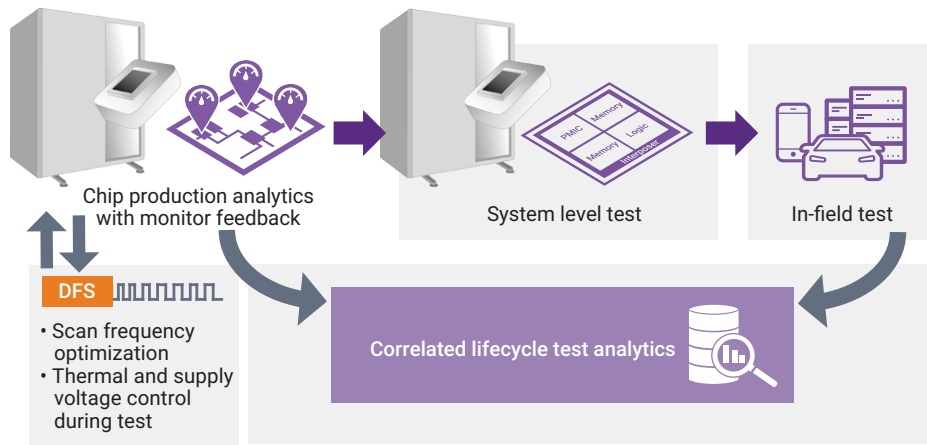 PMIC
Memory
Memory
Logic
Interposer
Chip production analytics
with monitor feedback
System level test
In-field test
DFS
• Scan frequency
optimization
• Thermal and supply
voltage control
during test
Correlated lifecycle test analytics